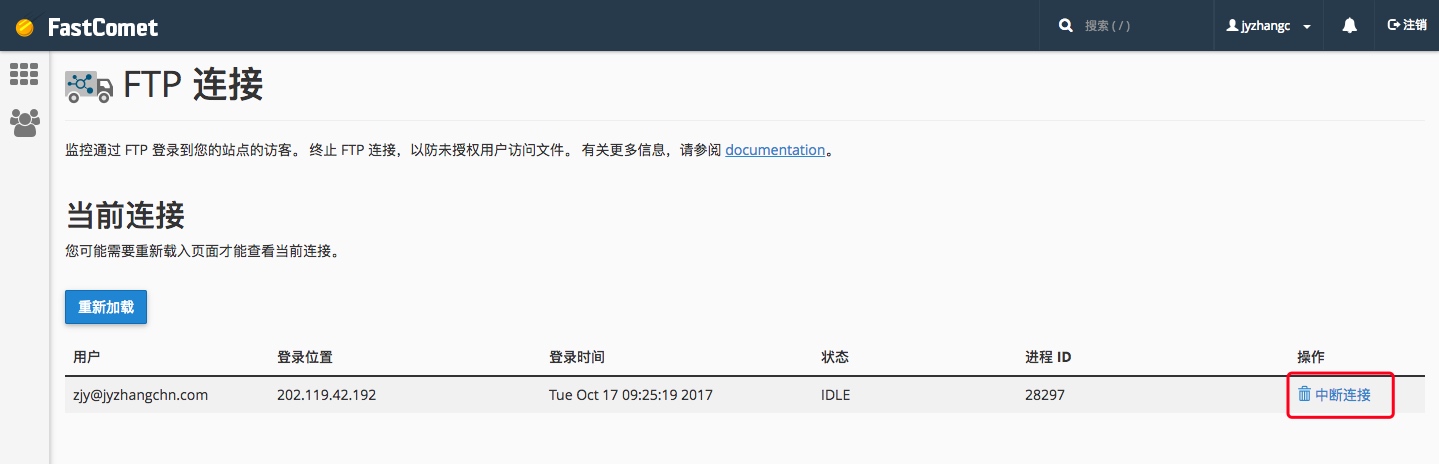 FastComet
搜索 ( / )
jyzhangc
注销
FTP 连接
监控通过 FTP 登录到您的站点的访客。 终止 FTP 连接，以防未授权用户访问文件。 有关更多信息，请参阅 documentation。
当前连接
您可能需要重新载入页面才能查看当前连接。
重新加载
用户 登录位置 登录时间 状态 进程 ID 操作
zjy@jyzhangchn.com 202.119.42.192 Tue Oct 17 09:25:19 2017 IDLE 28297 中断连接